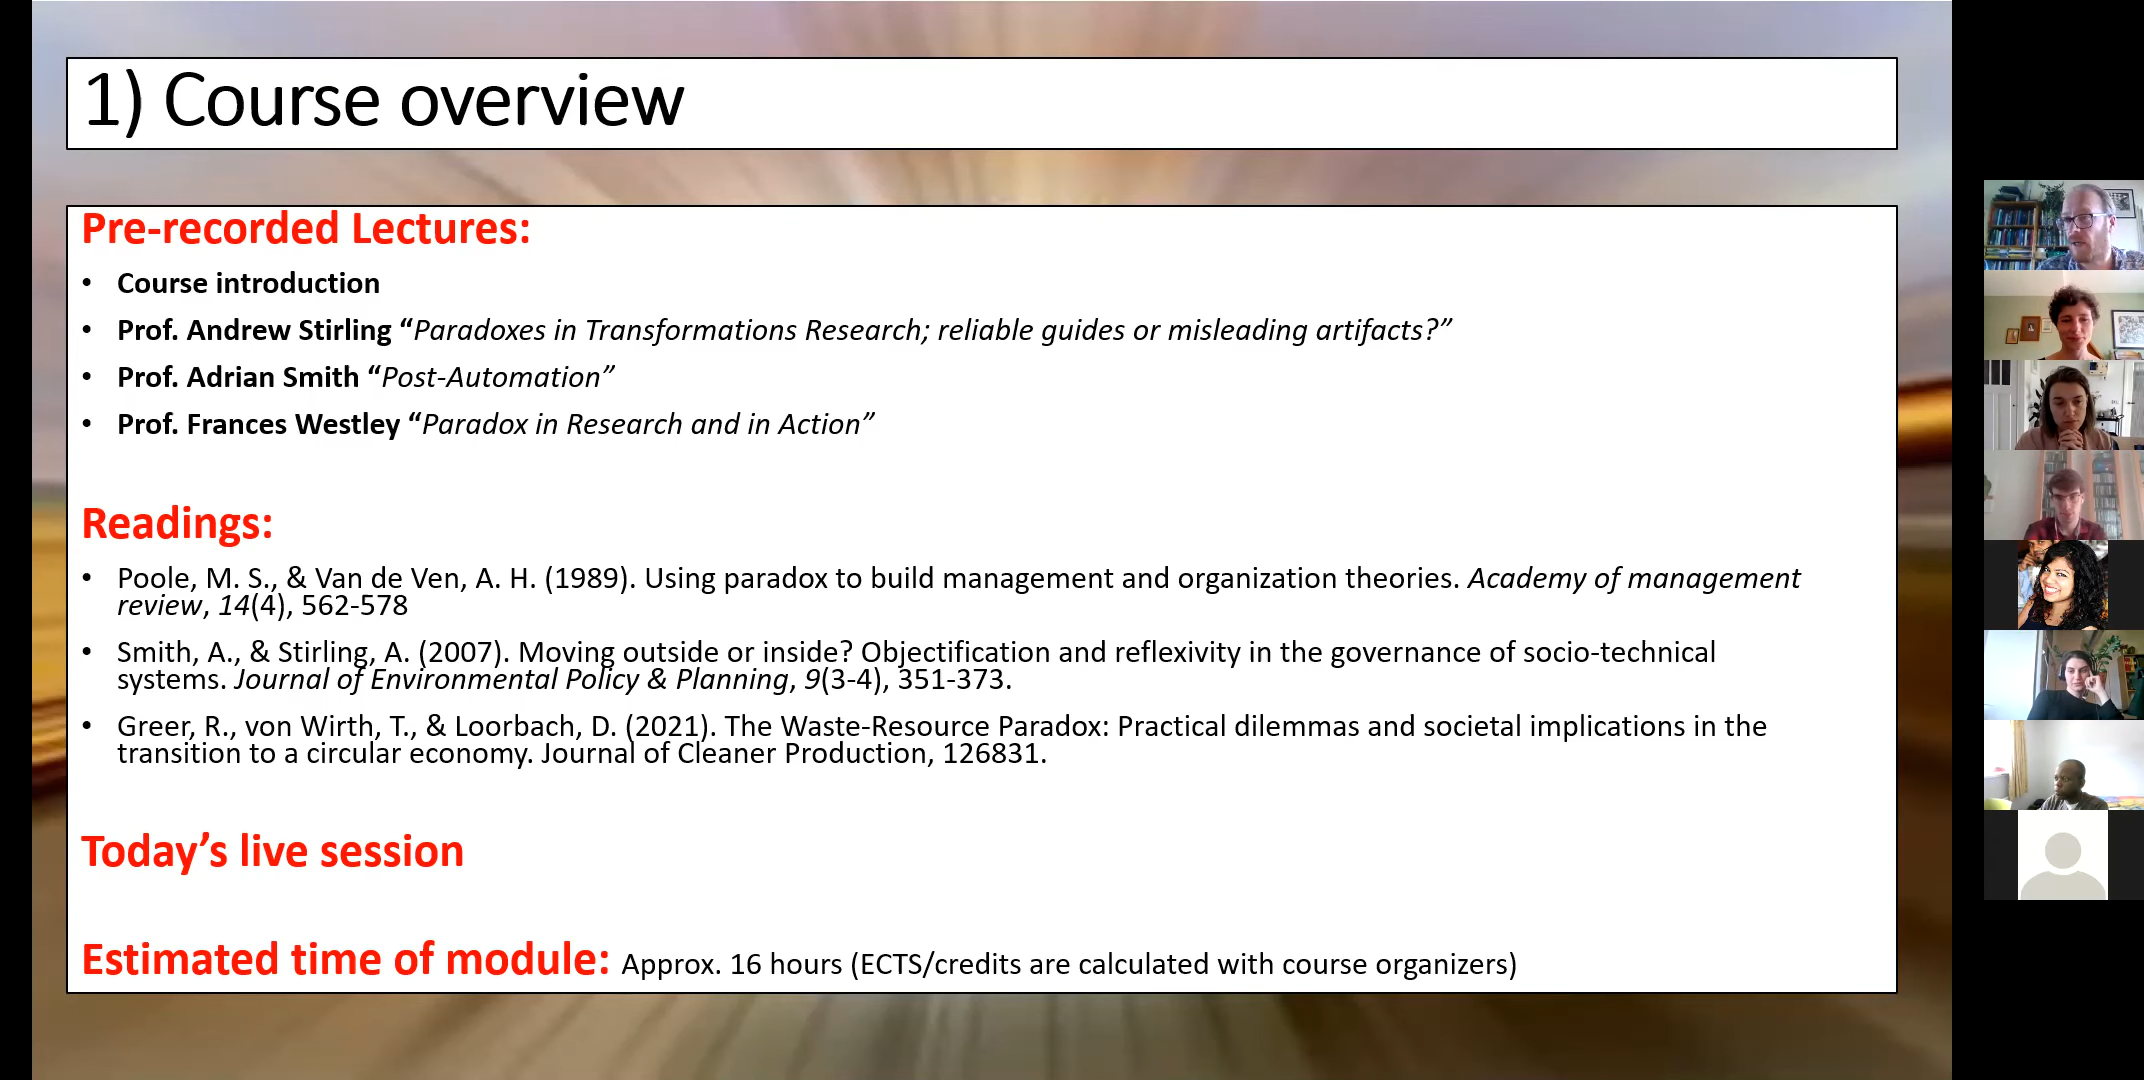 1) Course overview
Pre-recorded Lectures:
• Course introduction
• Prof. Andrew Stirling “Paradoxes in Transformations Research; reliable guides or misleading artifacts?”
• Prof. Adrian Smith “Post-Automation”
• Prof. Frances Westley “Paradox in Research and in Action”
Readings:
• Poole, M. S., & Van de Ven, A. H. (1989). Using paradox to build management and organization theories. Academy of management
review, 14(4), 562-578
• Smith, A., & Stirling, A. (2007). Moving outside or inside? Objectification and reflexivity in the governance of socio-technical
systems. Journal of Environmental Policy & Planning, 9(3-4), 351-373.
• Greer, R., von Wirth, T., & Loorbach, D. (2021). The Waste-Resource Paradox: Practical dilemmas and societal implications in the
transition to a circular economy. Journal of Cleaner Production, 126831.
Today’s live session
Estimated time of module: Approx. 16 hours (ECTS/credits are calculated with course organizers)